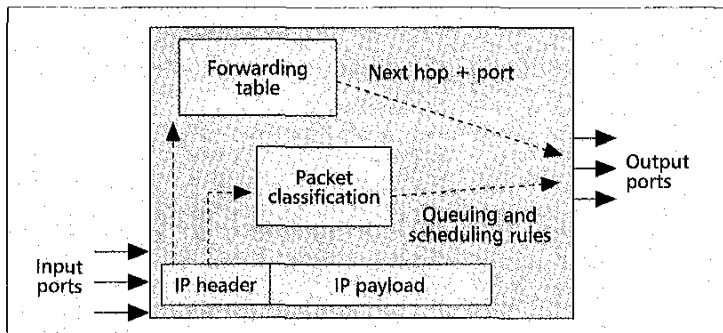 Forwarding
table
Next hop + port
Packet
classification
Output
ports
Queuing and
scheduling rules
Input
ports
IP header
IP payload